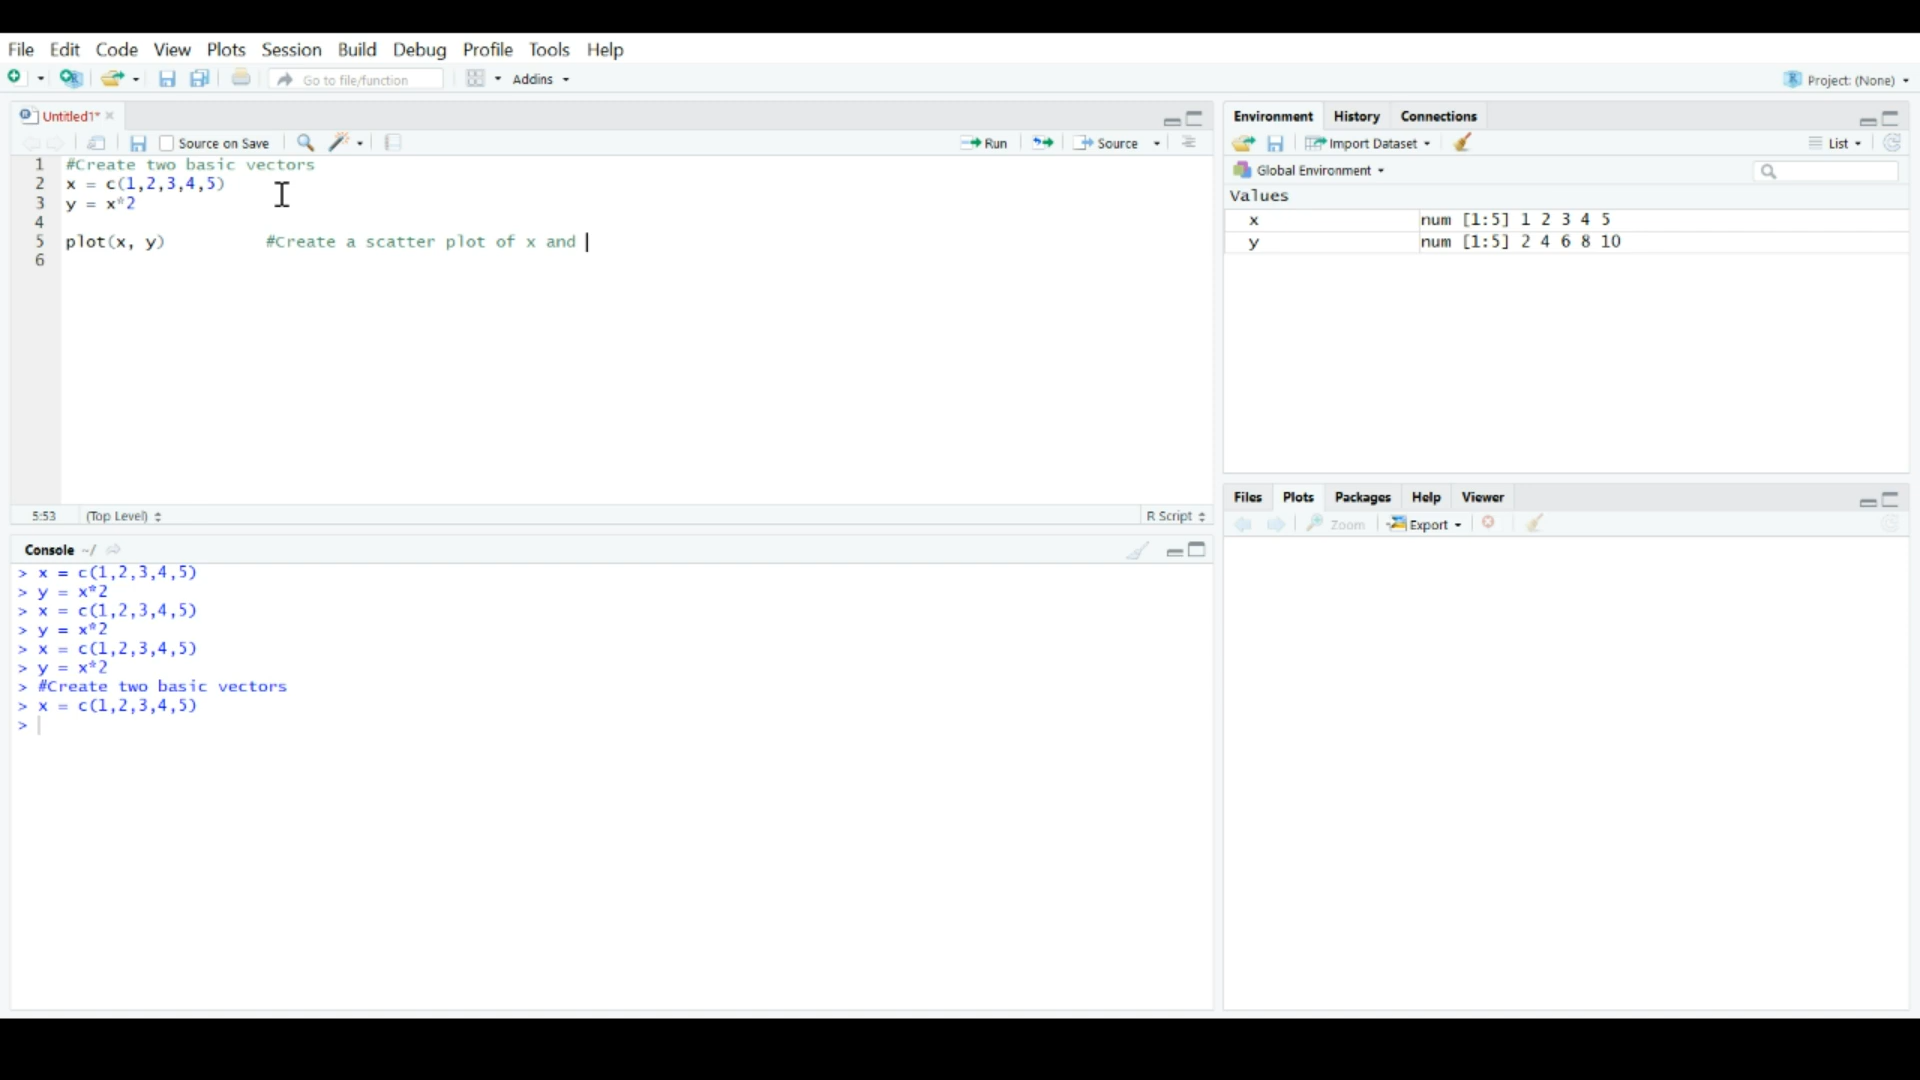 File Edit Code View Plots Session Build Debug Profile Tools Help
Go to file/function Addins Project: (None)
Untitled1*
Source on Save Run Source
1 #Create two basic vectors
2 x = c(1,2,3,4,5)
3 y = x*2
4
5 plot(x, y) #Create a scatter plot of x and
6
5:53 (Top Level) R Script
Console ~/
> x = c(1,2,3,4,5)
> y = x*2
> x = c(1,2,3,4,5)
> y = x*2
> x = c(1,2,3,4,5)
> y = x*2
> #Create two basic vectors
> x = c(1,2,3,4,5)
>
Environment History Connections
Import Dataset List
Global Environment
Values
x num [1:5] 1 2 3 4 5
y num [1:5] 2 4 6 8 10
Files Plots Packages Help Viewer
Zoom Export